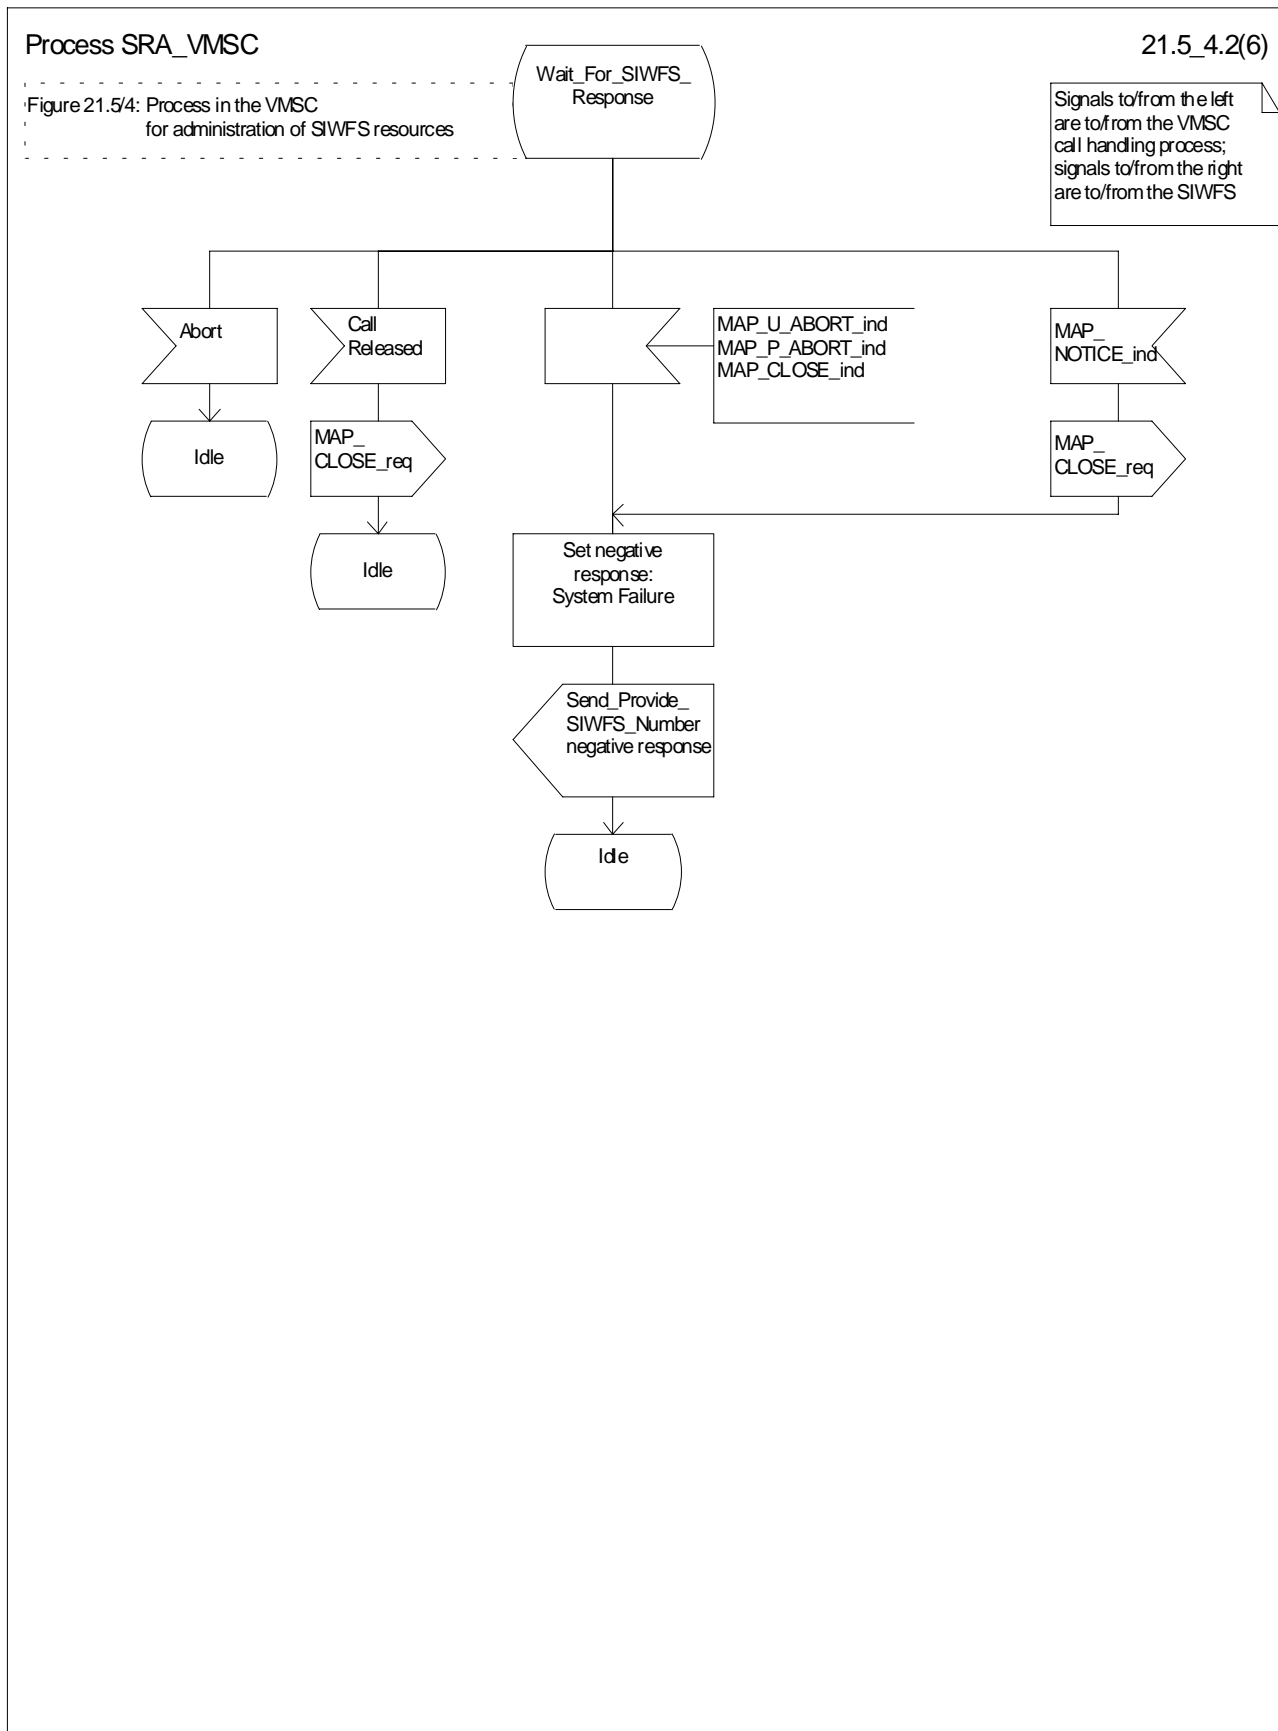 Process SRA_VMSC
21.5_4.2(6)
Figure 21.5/4: Process in the VMSC
for administration of SIWFS resources
Wait_For_SIWFS_
Response
Signals to/from the left
are to/from the VMSC
call handling process;
signals to/from the right
are to/from the SIWFS
Abort
Call
Released
MAP_U_ABORT_ind
MAP_P_ABORT_ind
MAP_CLOSE_ind
MAP_
NOTICE_ind
Idle
MAP_
CLOSE_req
MAP_
CLOSE_req
Idle
Set negative
response:
System Failure
Send_Provide_
SIWFS_Number
negative response
Idle